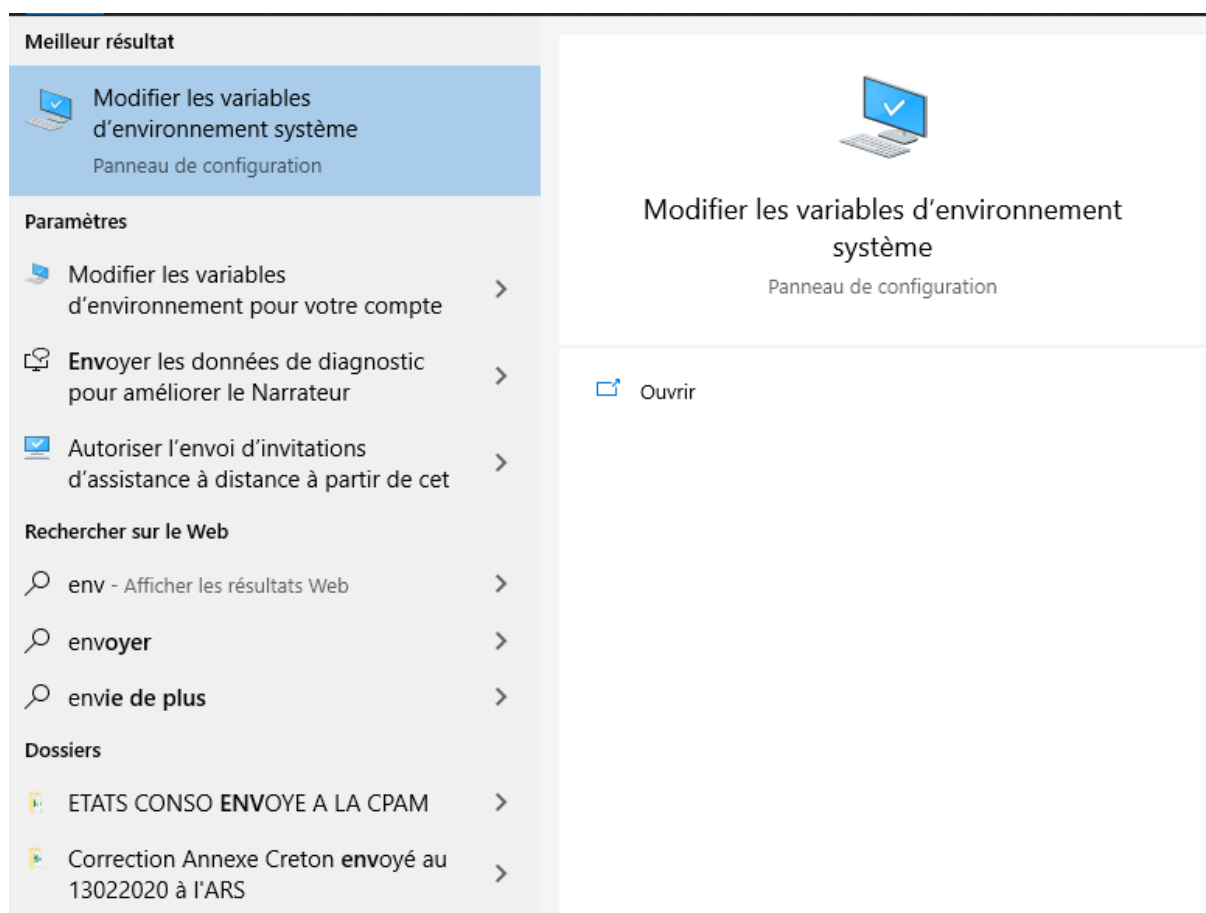 Meilleur résultat
Modifier les variables
d’environnement système
Panneau de configuration
Paramètres
Modifier les variables
d’environnement pour votre compte
Envoyer les données de diagnostic
pour améliorer le Narrateur
Autoriser l’envoi d’invitations
d’assistance à distance à partir de cet
Rechercher sur le Web
env - Afficher les résultats Web
envoyer
envie de plus
Dossiers
ETATS CONSO ENVOYE A LA CPAM
Correction Annexe Creton envoyé au
13022020 à l'ARS
Modifier les variables d’environnement
système
Panneau de configuration
Ouvrir